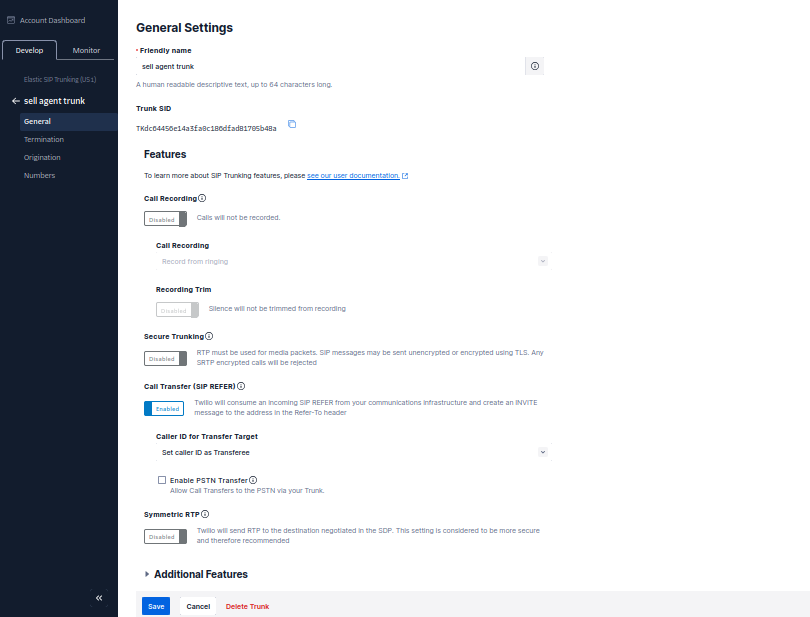 Account Dashboard
Develop
Monitor
Elastic SIP Trunking (US1)
sell agent trunk
General
Termination
Origination
Numbers
General Settings
* Friendly name
sell agent trunk
A human readable descriptive text, up to 64 characters long.
Trunk SID
TKdc64456e14a3fa0c186dfad81705b48a
Features
To learn more about SIP Trunking features, please see our user documentation.
Call Recording
Disabled
Calls will not be recorded.
Call Recording
Record from ringing
Recording Trim
Disabled
Silence will not be trimmed from recording
Secure Trunking
Disabled
RTP must be used for media packets. SIP messages may be sent unencrypted or encrypted using TLS. Any
SRTP encrypted calls will be rejected
Call Transfer (SIP REFER)
Enabled
Twilio will consume an incoming SIP REFER from your communications infrastructure and create an INVITE
message to the address in the Refer-To header
Caller ID for Transfer Target
Set caller ID as Transferee
Enable PSTN Transfer
Allow Call Transfers to the PSTN via your Trunk.
Symmetric RTP
Disabled
Twilio will send RTP to the destination negotiated in the SDP. This setting is considered to be more secure
and therefore recommended
Additional Features
Save
Cancel
Delete Trunk